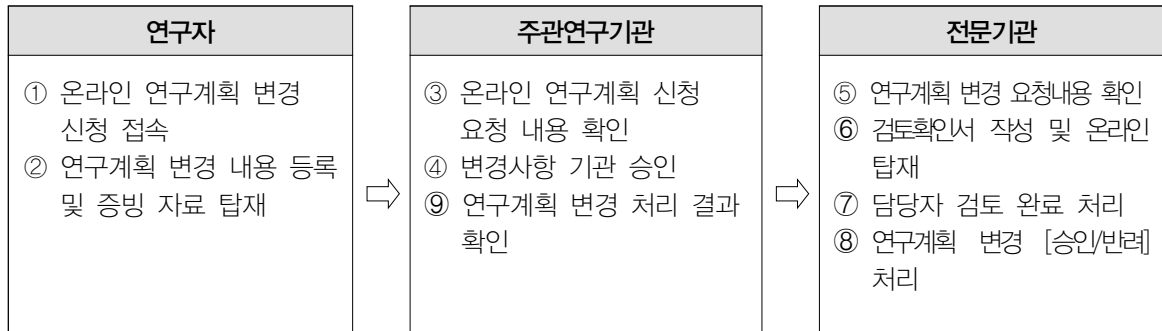 연구자
① 온라인 연구계획 변경
신청 접속
② 연구계획 변경 내용 등록
및 증빙 자료 탑재
주관연구기관
③ 온라인 연구계획 신청
요청 내용 확인
④ 변경사항 기관 승인
⑨ 연구계획 변경 처리 결과
확인
전문기관
⑤ 연구계획 변경 요청내용 확인
⑥ 검토확인서 작성 및 온라인
탑재
⑦ 담당자 검토 완료 처리
⑧ 연구계획 변경 [승인/반려]
처리